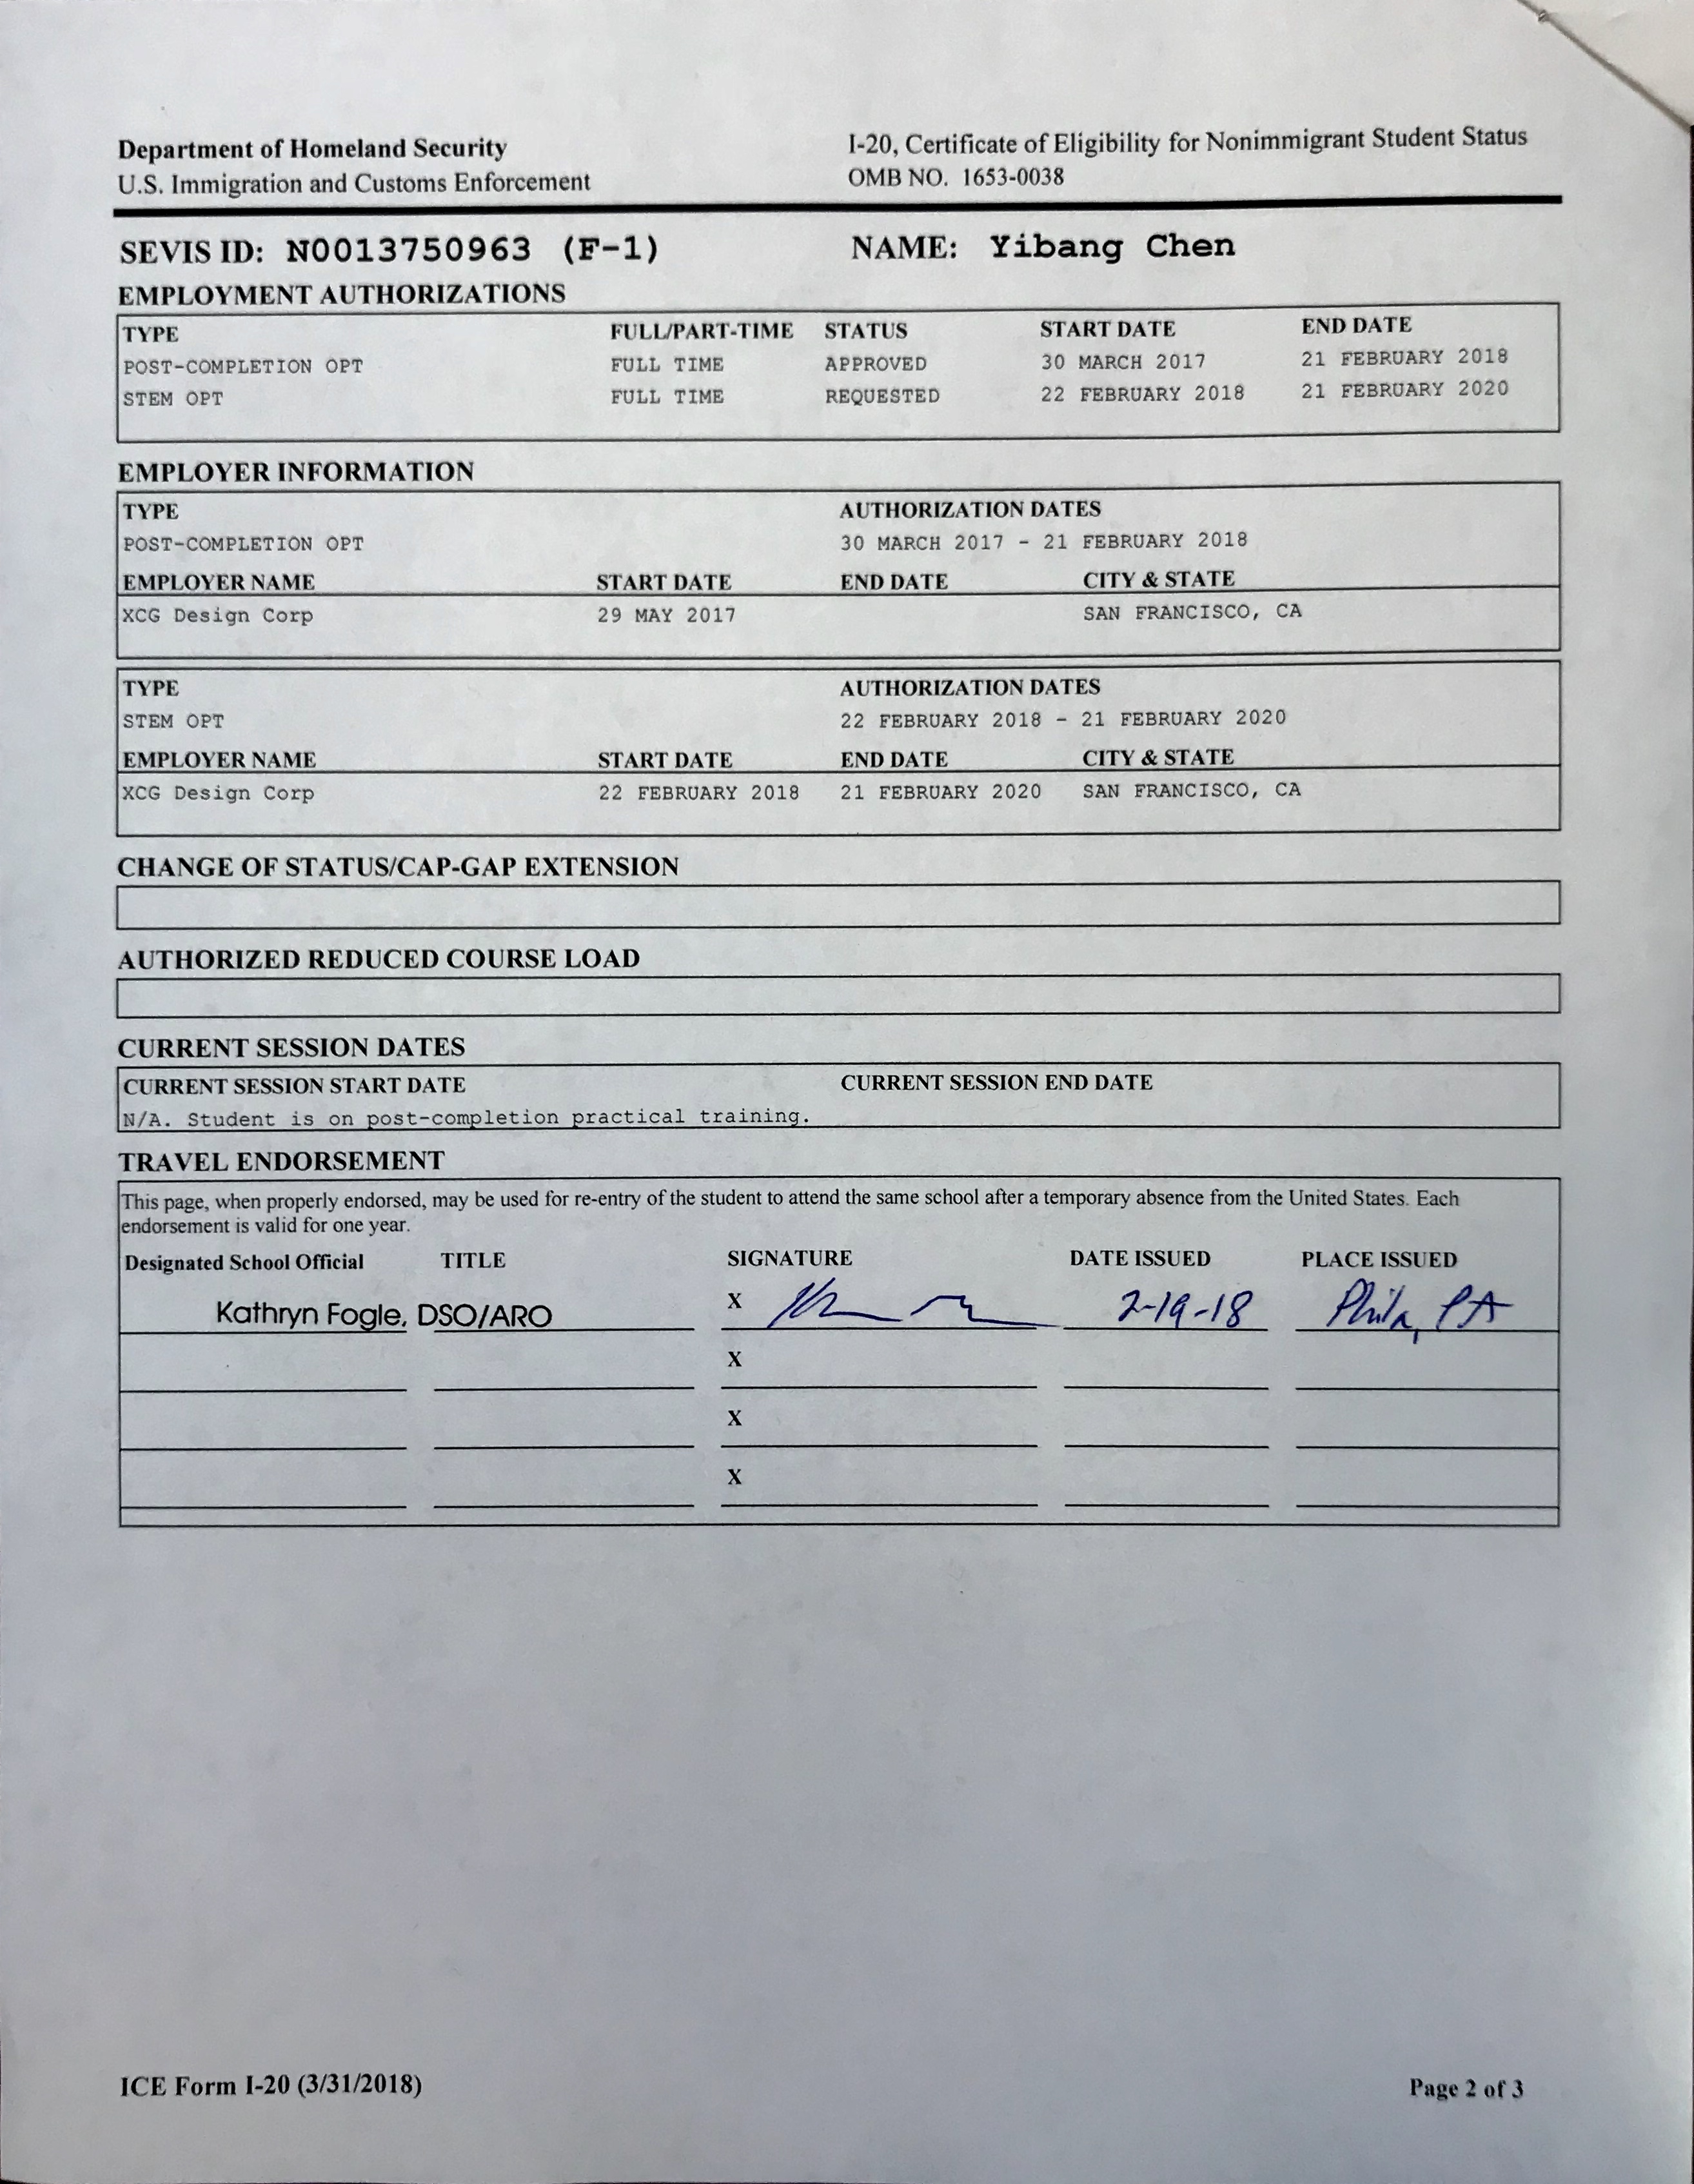 Department of Homeland Security
U.S. Immigration and Customs Enforcement
I-20, Certificate of Eligibility for Nonimmigrant Student Status
OMB NO. 1653-0038
SEVIS ID: N0013750963 (F-1) NAME: Yibang Chen
EMPLOYMENT AUTHORIZATIONS
TYPE FULL/PART-TIME STATUS START DATE END DATE
POST-COMPLETION OPT FULL TIME APPROVED 30 MARCH 2017 21 FEBRUARY 2018
STEM OPT FULL TIME REQUESTED 22 FEBRUARY 2018 21 FEBRUARY 2020
EMPLOYER INFORMATION
TYPE AUTHORIZATION DATES
POST-COMPLETION OPT 30 MARCH 2017 - 21 FEBRUARY 2018
EMPLOYER NAME START DATE END DATE CITY & STATE
XCG Design Corp 29 MAY 2017 SAN FRANCISCO, CA
TYPE AUTHORIZATION DATES
STEM OPT 22 FEBRUARY 2018 - 21 FEBRUARY 2020
EMPLOYER NAME START DATE END DATE CITY & STATE
XCG Design Corp 22 FEBRUARY 2018 21 FEBRUARY 2020 SAN FRANCISCO, CA
CHANGE OF STATUS/CAP-GAP EXTENSION
AUTHORIZED REDUCED COURSE LOAD
CURRENT SESSION DATES
CURRENT SESSION START DATE CURRENT SESSION END DATE
N/A. Student is on post-completion practical training.
TRAVEL ENDORSEMENT
This page, when properly endorsed, may be used for re-entry of the student to attend the same school after a temporary absence from the United States. Each
endorsement is valid for one year.
Designated School Official TITLE SIGNATURE DATE ISSUED PLACE ISSUED
Kathryn Fogle, DSO/ARO X 2-19-18 Phila, PA
X
X
X
ICE Form I-20 (3/31/2018) Page 2 of 3